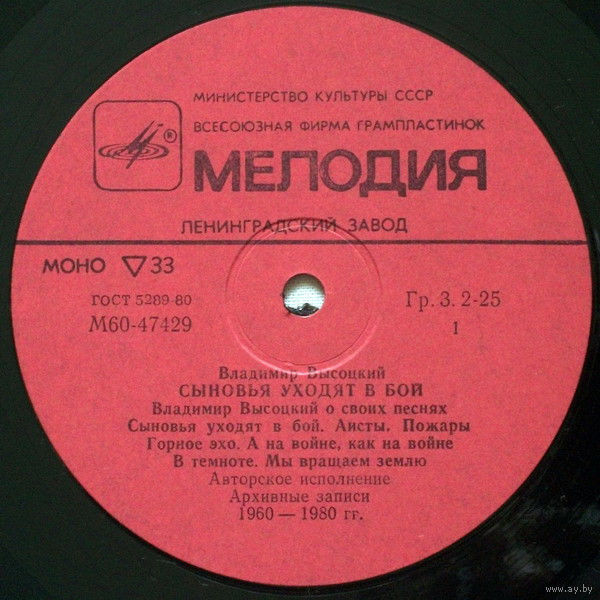 МИНИСТЕРСТВО КУЛЬТУРЫ СССР
ВСЕСОЮЗНАЯ ФИРМА ГРАМПЛАСТИНОК
®
МЕЛОДИЯ
ЛЕНИНГРАДСКИЙ ЗАВОД
МОНО ▽ 33
ГОСТ 5289-80
М60-47429
Гр. 3. 2-25
1
Владимир Высоцкий
СЫНОВЬЯ УХОДЯТ В БОЙ
Владимир Высоцкий о своих песнях
Сыновья уходят в бой. Аисты. Пожары
Горное эхо. А на войне, как на войне
В темноте. Мы вращаем землю
Авторское исполнение
Архивные записи
1960 — 1980 гг.
www.ay.by